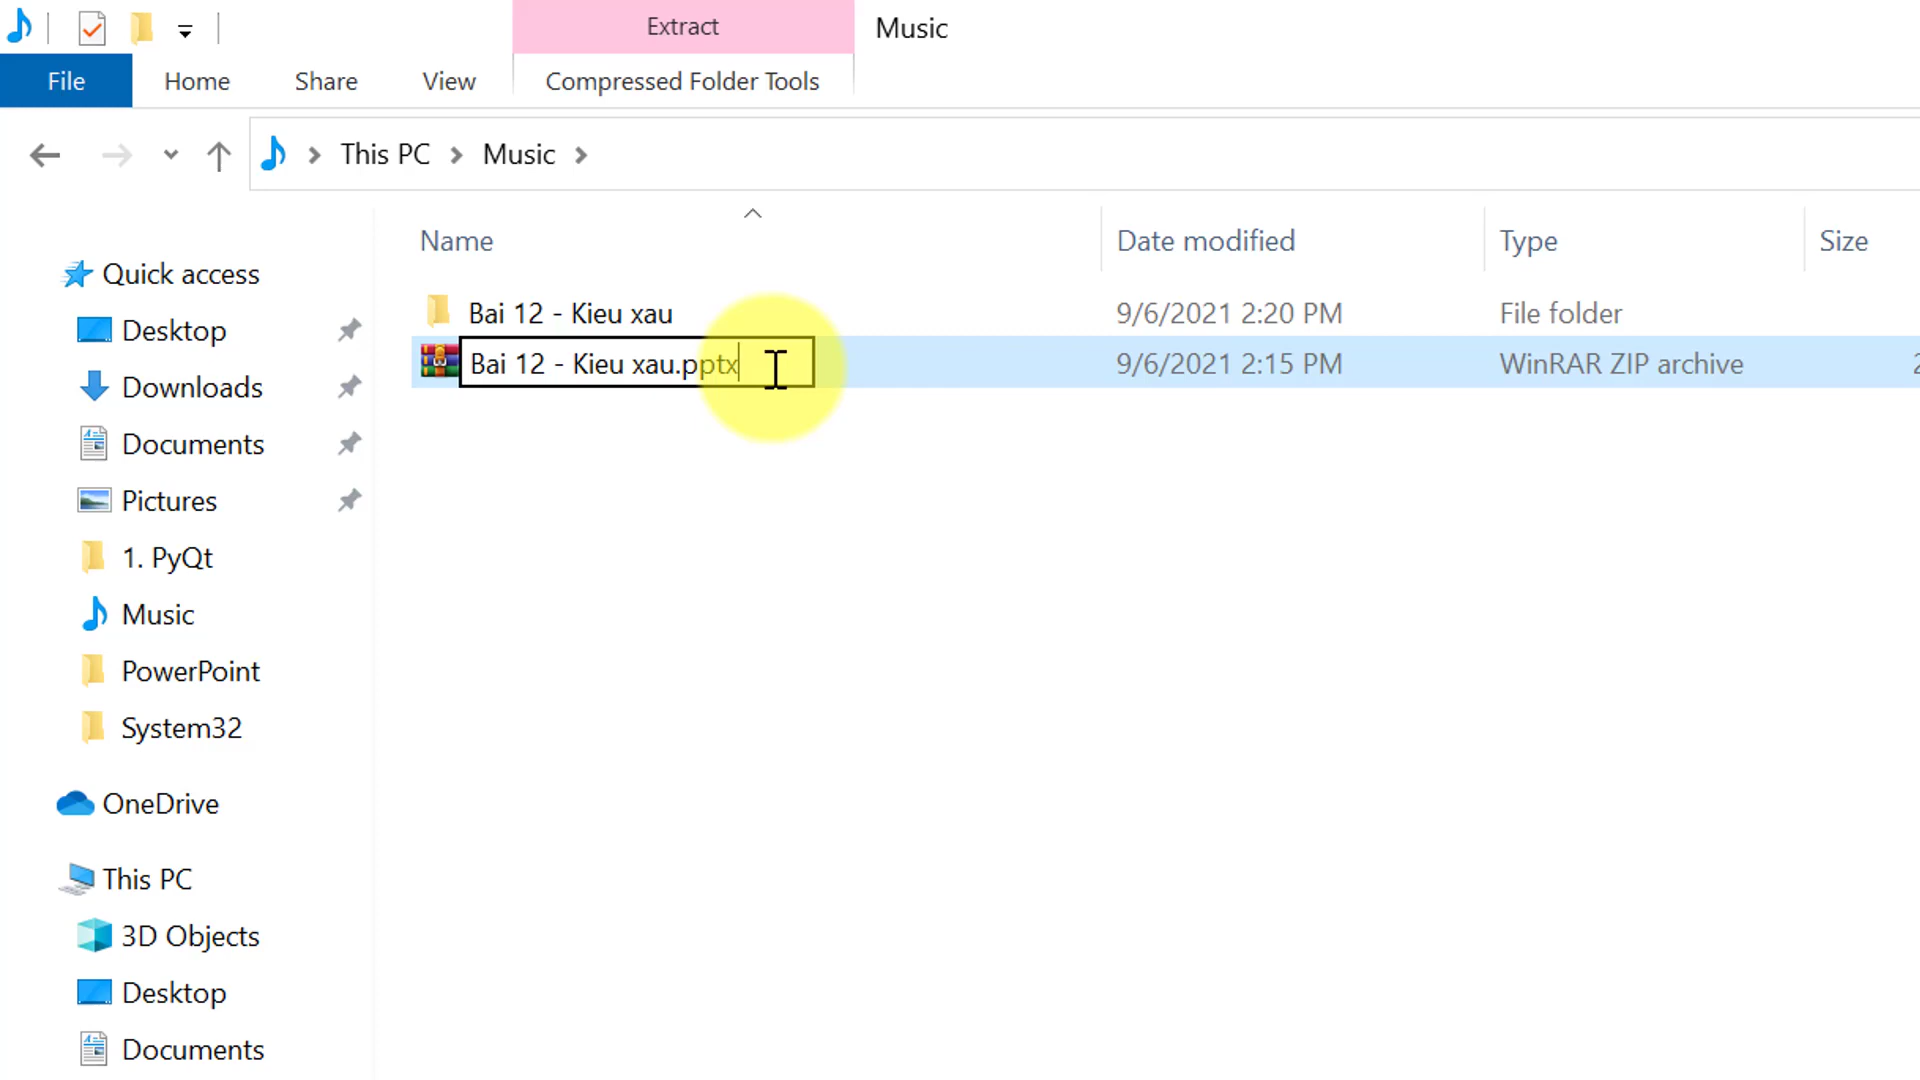 Extract
Music
File
Home
Share
View
Compressed Folder Tools
This PC
Music
Name
Date modified
Type
Size
Quick access
Bai 12 - Kieu xau
9/6/2021 2:20 PM
File folder
Desktop
Bai 12 - Kieu xau.pptx
9/6/2021 2:15 PM
WinRAR ZIP archive
2
Downloads
Documents
Pictures
1. PyQt
Music
PowerPoint
System32
OneDrive
This PC
3D Objects
Desktop
Documents